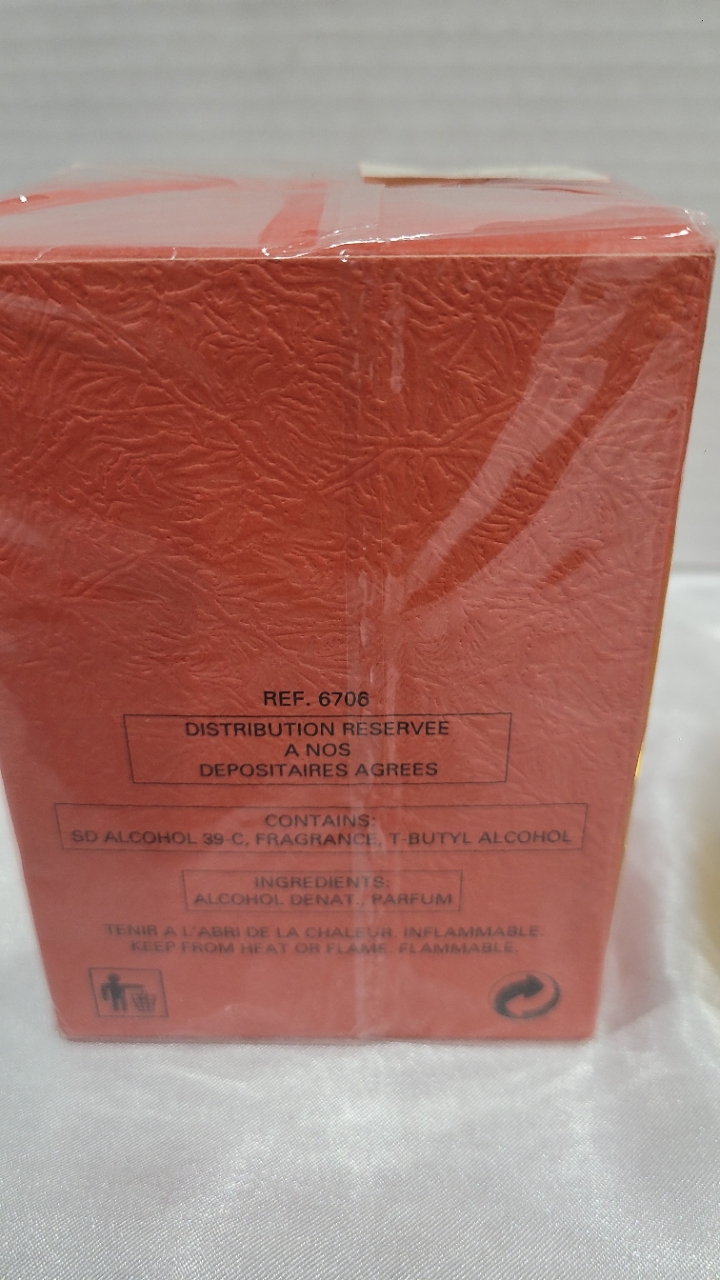 REF. 6706
DISTRIBUTION RESERVEE
A NOS
DEPOSITAIRES AGREES
CONTAINS:
SD ALCOHOL 39-C, FRAGRANCE, T-BUTYL ALCOHOL
INGREDIENTS:
ALCOHOL DENAT., PARFUM
TENIR A L'ABRI DE LA CHALEUR. INFLAMMABLE.
KEEP FROM HEAT OR FLAME. FLAMMABLE.